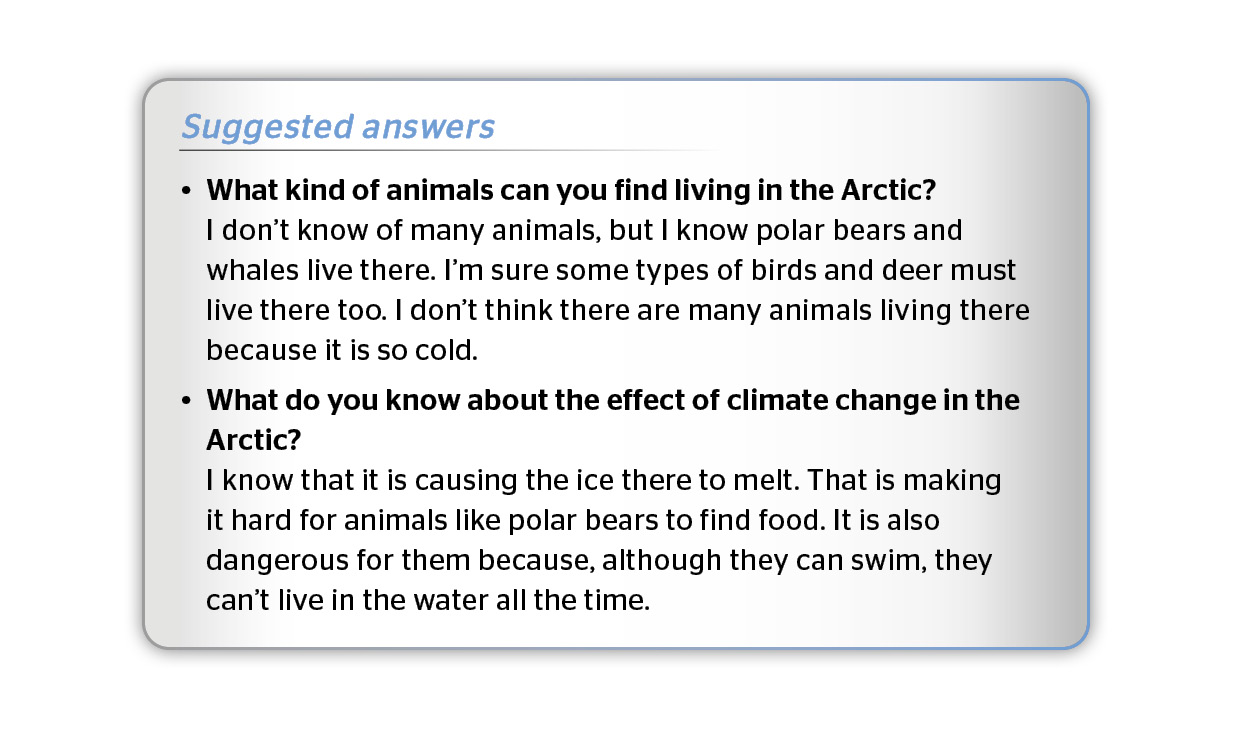 Suggested answers
• What kind of animals can you find living in the Arctic?
I don’t know of many animals, but I know polar bears and
whales live there. I’m sure some types of birds and deer must
live there too. I don’t think there are many animals living there
because it is so cold.
• What do you know about the effect of climate change in the
Arctic?
I know that it is causing the ice there to melt. That is making
it hard for animals like polar bears to find food. It is also
dangerous for them because, although they can swim, they
can’t live in the water all the time.